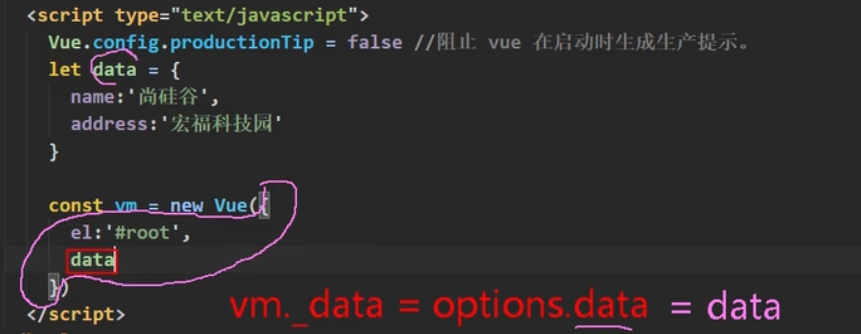 <script type="text/javascript">
Vue.config.productionTip = false //阻止 vue 在启动时生成生产提示。
let data = {
name:'尚硅谷',
address:'宏福科技园'
}
const vm = new Vue({
el:'#root',
data
})
</script>
vm._data = options.data = data